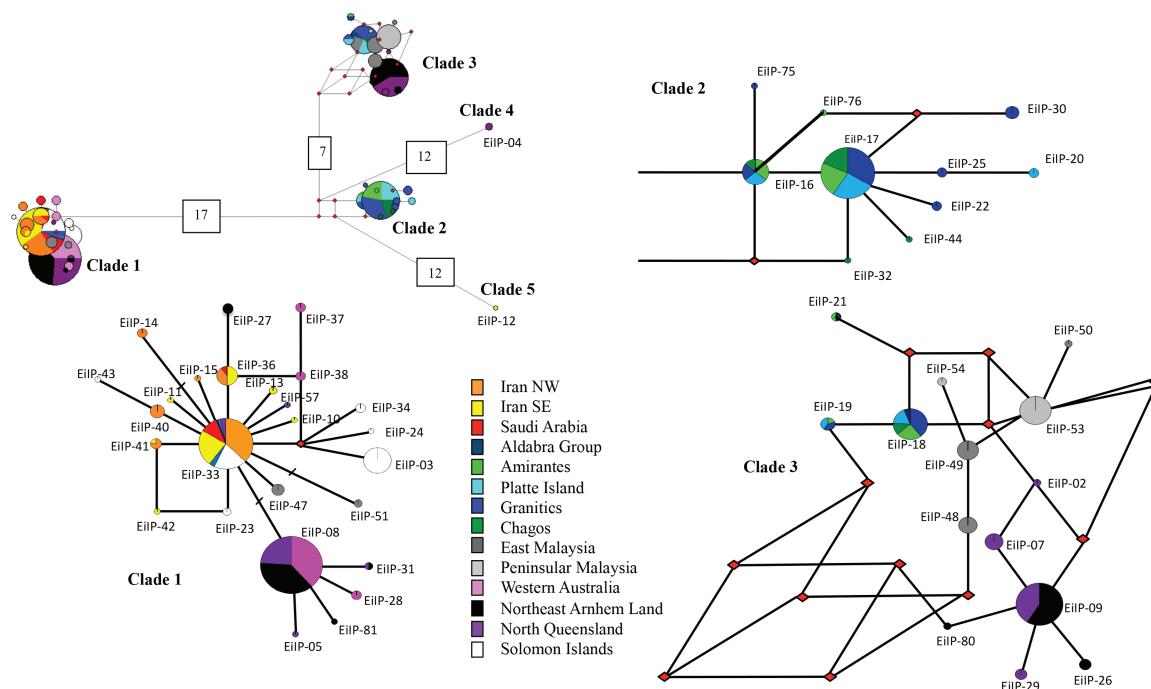 Clade 3
Clade 4
EiIP-04
7
12
17
Clade 2
Clade 1
12
Clade 5
EiIP-12
Clade 2
EiIP-75
EiIP-76
EiIP-30
EiIP-17
EiIP-16
EiIP-25
EiIP-20
EiIP-22
EiIP-44
EiIP-32
EiIP-14
EiIP-27
EiIP-37
EiIP-43
EiIP-15
EiIP-36
EiIP-38
EiIP-11
EiIP-13
EiIP-57
EiIP-40
EiIP-10
EiIP-34
EiIP-41
EiIP-24
EiIP-33
EiIP-03
EiIP-47
EiIP-51
EiIP-42
EiIP-23
EiIP-08
Clade 1
EiIP-31
EiIP-28
EiIP-81
EiIP-05
Iran NW
Iran SE
Saudi Arabia
Aldabra Group
Amirantes
Platte Island
Granitics
Chagos
East Malaysia
Peninsular Malaysia
Western Australia
Northeast Arnhem Land
North Queensland
Solomon Islands
EiIP-21
EiIP-50
EiIP-54
EiIP-19
EiIP-18
EiIP-53
Clade 3
EiIP-49
EiIP-02
EiIP-48
EiIP-07
EiIP-09
EiIP-80
EiIP-29
EiIP-26